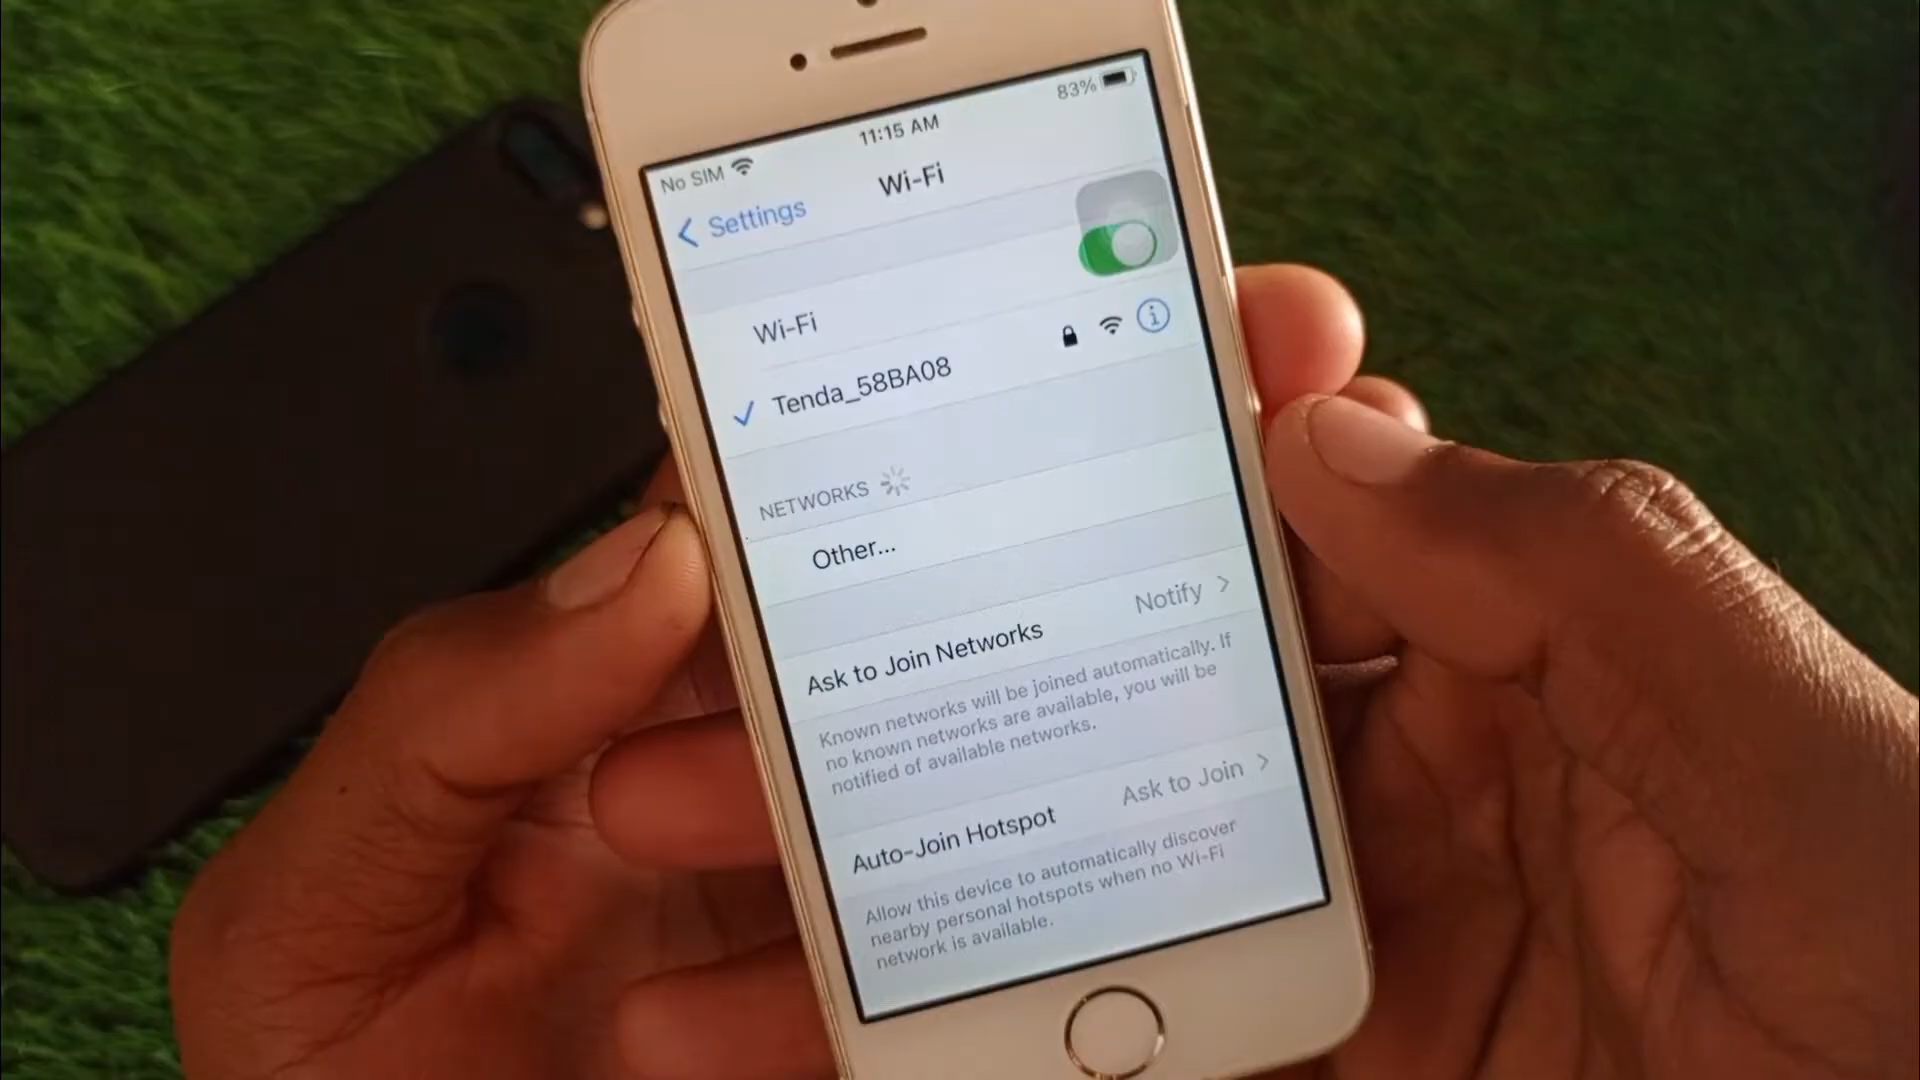 83%
11:15 AM
No SIM
Wi-Fi
Settings
Wi-Fi
Tenda_58BA08
NETWORKS
Other...
Ask to Join Networks
Notify
Known networks will be joined automatically. If
no known networks are available, you will be
notified of available networks.
Auto-Join Hotspot
Ask to Join
Allow this device to automatically discover
nearby personal hotspots when no Wi-Fi
network is available.